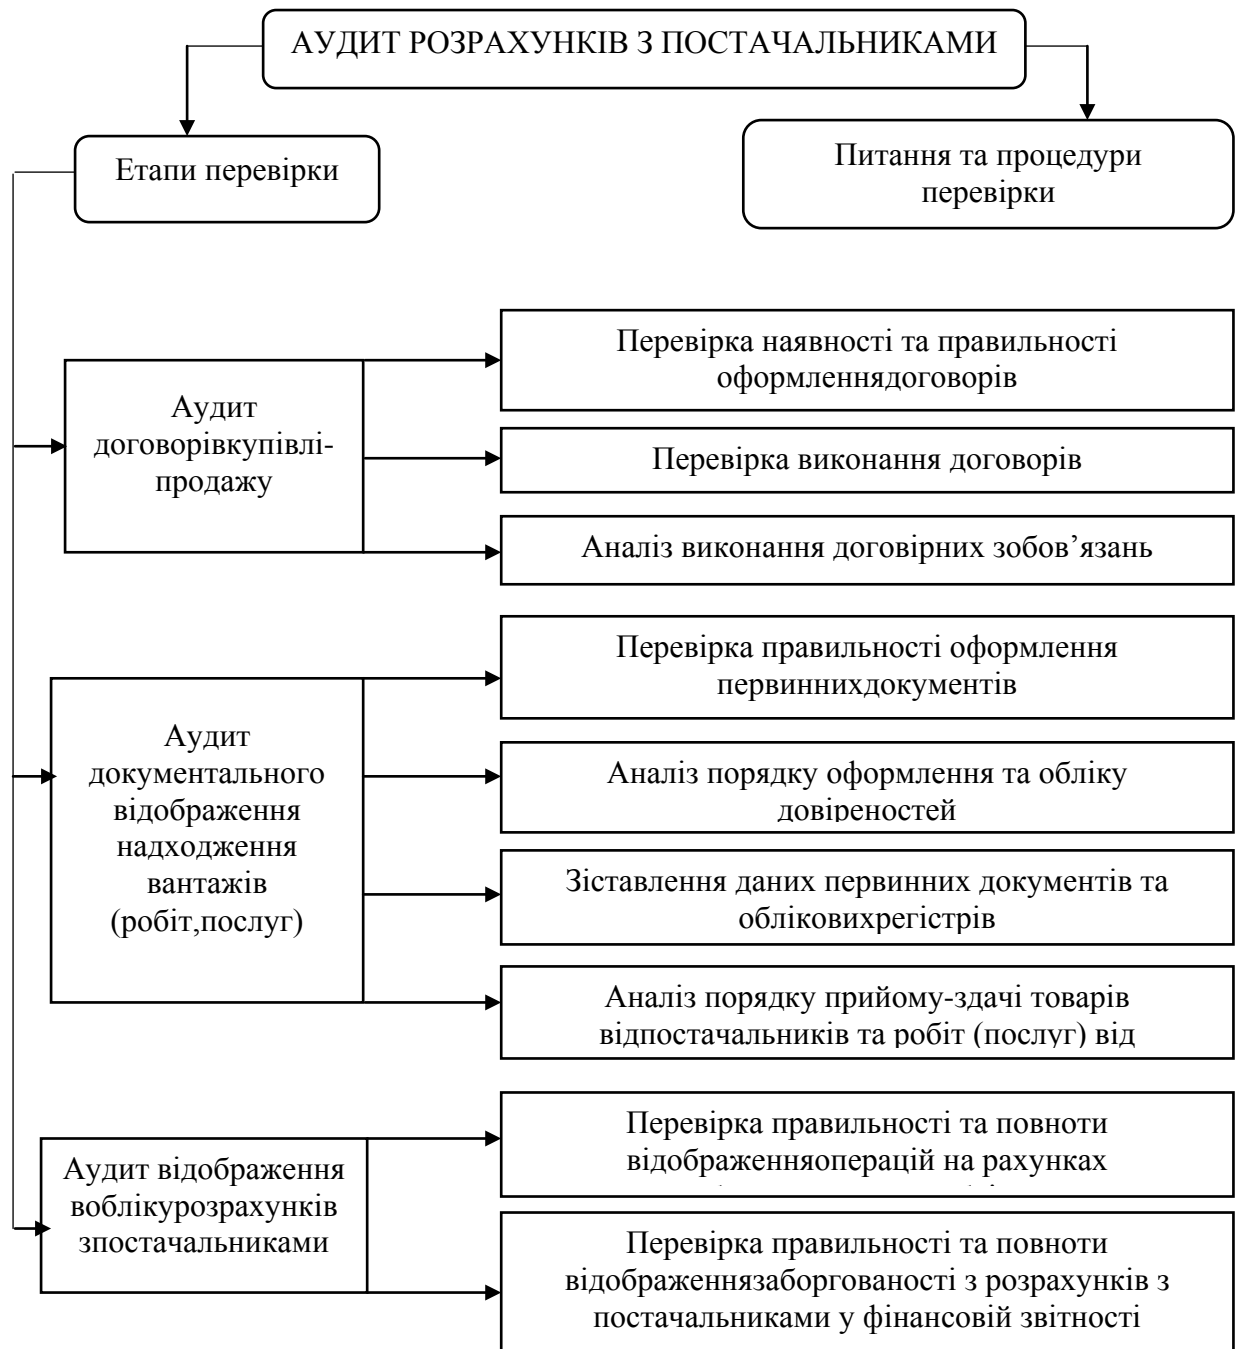 АУДИТ РОЗРАХУНКІВ З ПОСТАЧАЛЬНИКАМИ
Етапи перевірки
Питання та процедури
перевірки
Аудит
договорівкупівлі-
продажу
Перевірка наявності та правильності
оформленнядоговорів
Перевірка виконання договорів
Аналіз виконання договірних зобов’язань
Аудит
документального
відображення
надходження
вантажів
(робіт,послуг)
Перевірка правильності оформлення
первиннихдокументів
Аналіз порядку оформлення та обліку
довіреностей
Зіставлення даних первинних документів та
обліковихрегістрів
Аналіз порядку прийому-здачі товарів
відпостачальників та робіт (послуг) від
Аудит відображення
воблікурозрахунків
зпостачальниками
Перевірка правильності та повноти
відображенняопераційна рахунках
Перевірка правильності та повноти
відображеннязаборгованості з розрахунків з
постачальниками у фінансовій звітності